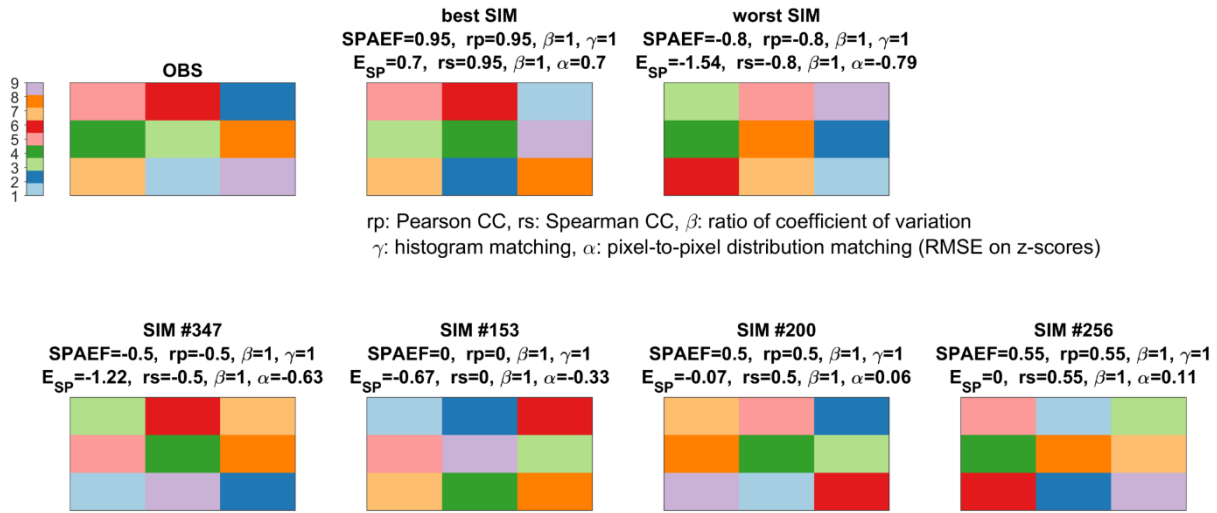 best SIM
SPAEF=0.95, rp=0.95, β=1, γ=1
E_SP=0.7, rs=0.95, β=1, α=0.7
worst SIM
SPAEF=-0.8, rp=-0.8, β=1, γ=1
E_SP=-1.54, rs=-0.8, β=1, α=-0.79
OBS
9
8
7
6
5
4
3
2
1
rp: Pearson CC, rs: Spearman CC, β: ratio of coefficient of variation
γ: histogram matching, α: pixel-to-pixel distribution matching (RMSE on z-scores)
SIM #347
SPAEF=-0.5, rp=-0.5, β=1, γ=1
E_SP=-1.22, rs=-0.5, β=1, α=-0.63
SIM #153
SPAEF=0, rp=0, β=1, γ=1
E_SP=-0.67, rs=0, β=1, α=-0.33
SIM #200
SPAEF=0.5, rp=0.5, β=1, γ=1
E_SP=-0.07, rs=0.5, β=1, α=0.06
SIM #256
SPAEF=0.55, rp=0.55, β=1, γ=1
E_SP=0, rs=0.55, β=1, α=0.11